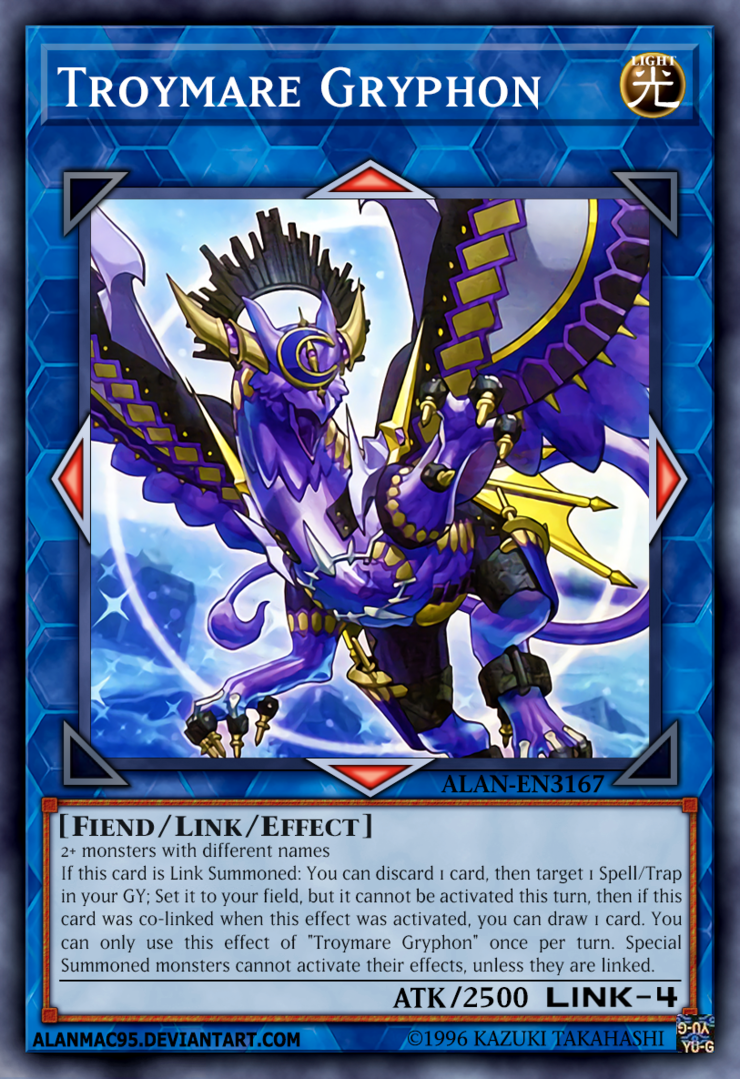 TROYMARE GRYPHON
LIGHT
光
ALAN-EN3167
[FIEND/LINK/EFFECT]
2+ monsters with different names
If this card is Link Summoned: You can discard 1 card, then target 1 Spell/Trap
in your GY; Set it to your field, but it cannot be activated this turn, then if this
card was co-linked when this effect was activated, you can draw 1 card. You
can only use this effect of "Troymare Gryphon" once per turn. Special
Summoned monsters cannot activate their effects, unless they are linked.
ATK/2500 LINK-4
ALANMAC95.DEVIANTART.COM
©1996 KAZUKI TAKAHASHI
YU-G
YU-G